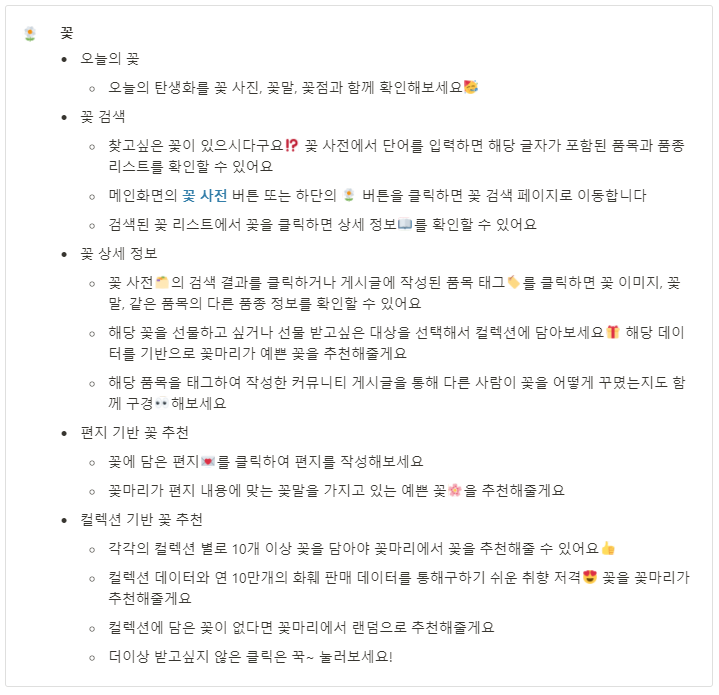 꽃
오늘의 꽃
오늘의 탄생화를 꽃 사진, 꽃말, 꽃점과 함께 확인해보세요🥰
꽃 검색
찾고싶은 꽃이 있으시다구요⁉️ 꽃 사전에서 단어를 입력하면 해당 글자가 포함된 품목과 품종
리스트를 확인할 수 있어요
메인화면의 꽃 사전 버튼 또는 하단의 🌼 버튼을 클릭하면 꽃 검색 페이지로 이동합니다
검색된 꽃 리스트에서 꽃을 클릭하면 상세 정보📖를 확인할 수 있어요
꽃 상세 정보
꽃 사전의 검색 결과를 클릭하거나 게시글에 작성된 품목 태그🏷️를 클릭하면 꽃 이미지, 꽃
말, 같은 품목의 다른 품종 정보를 확인할 수 있어요
해당 꽃을 선물하고 싶거나 선물 받고싶은 대상을 선택해서 컬렉션에 담아보세요🎁 해당 데이
터를 기반으로 꽃마리가 예쁜 꽃을 추천해줄게요
해당 품목을 태그하여 작성한 커뮤니티 게시글을 통해 다른 사람이 꽃을 어떻게 꾸몄는지도 함
께 구경👀해보세요
편지 기반 꽃 추천
꽃에 담은 편지💌를 클릭하여 편지를 작성해보세요
꽃마리가 편지 내용에 맞는 꽃말을 가지고 있는 예쁜 꽃🌸을 추천해줄게요
컬렉션 기반 꽃 추천
각각의 컬렉션 별로 10개 이상 꽃을 담아야 꽃마리에서 꽃을 추천해줄 수 있어요👍
컬렉션 데이터와 연 10만개의 화훼 판매 데이터를 통해구하기 쉬운 취향 저격😍 꽃을 꽃마리가
추천해줄게요
컬렉션에 담은 꽃이 없다면 꽃마리에서 랜덤으로 추천해줄게요
더이상 받고싶지 않은 클릭은 꾹~ 눌러보세요!